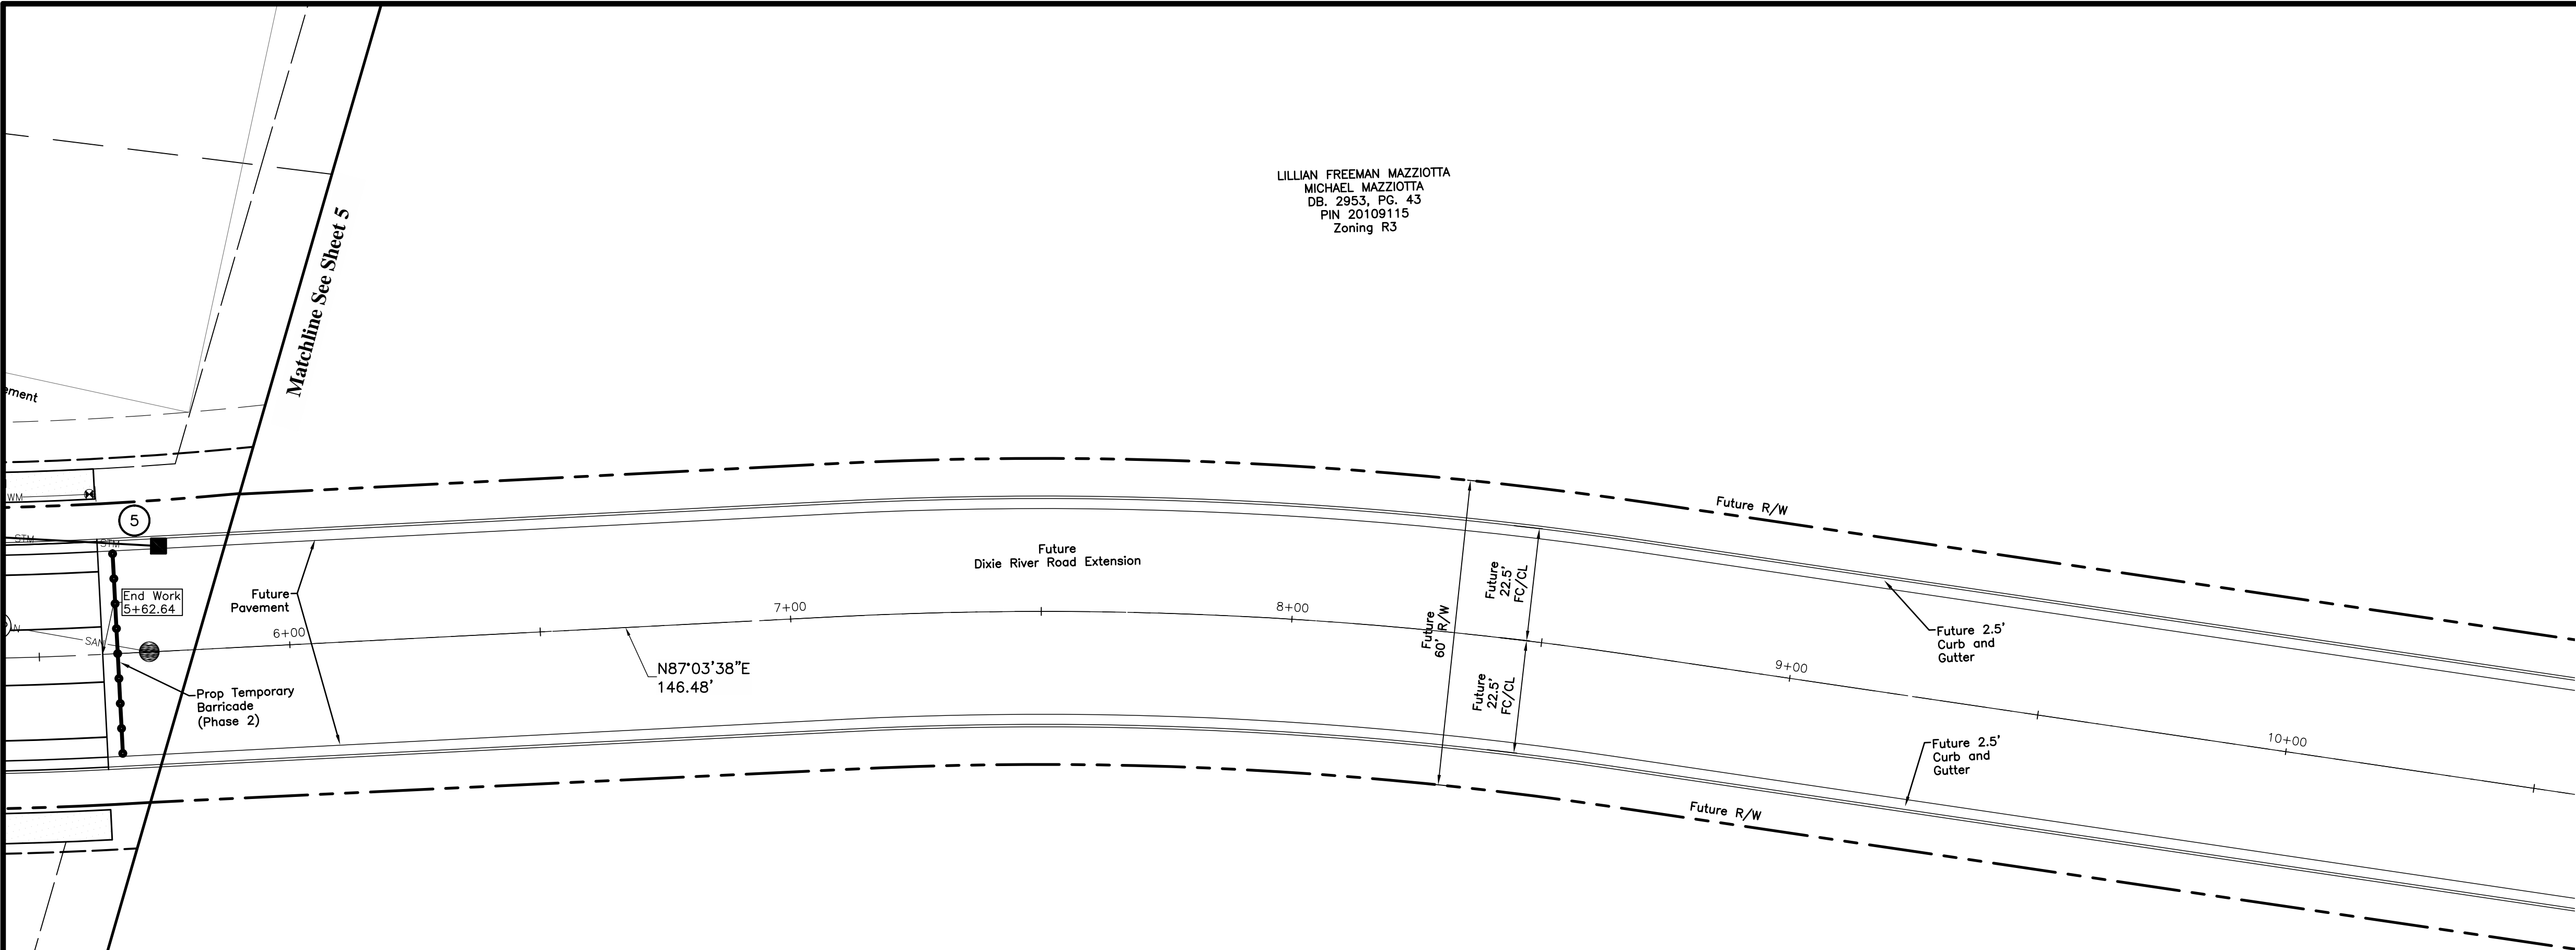 LILLIAN FREEMAN MAZZIOTTA
MICHAEL MAZZIOTTA
DB. 2953, PG. 43
PIN 20109115
Zoning R3
Matchline See Sheet 5
ement
WM
5
STM
STM
End Work
5+62.64
N
SAN
Prop Temporary
Barricade
(Phase 2)
Future
Pavement
6+00
7+00
8+00
9+00
10+00
N87°03'38"E
146.48'
Future
Dixie River Road Extension
Future
60' R/W
Future
22.5'
FC/CL
Future
22.5'
FC/CL
Future R/W
Future 2.5'
Curb and
Gutter
Future 2.5'
Curb and
Gutter
Future R/W